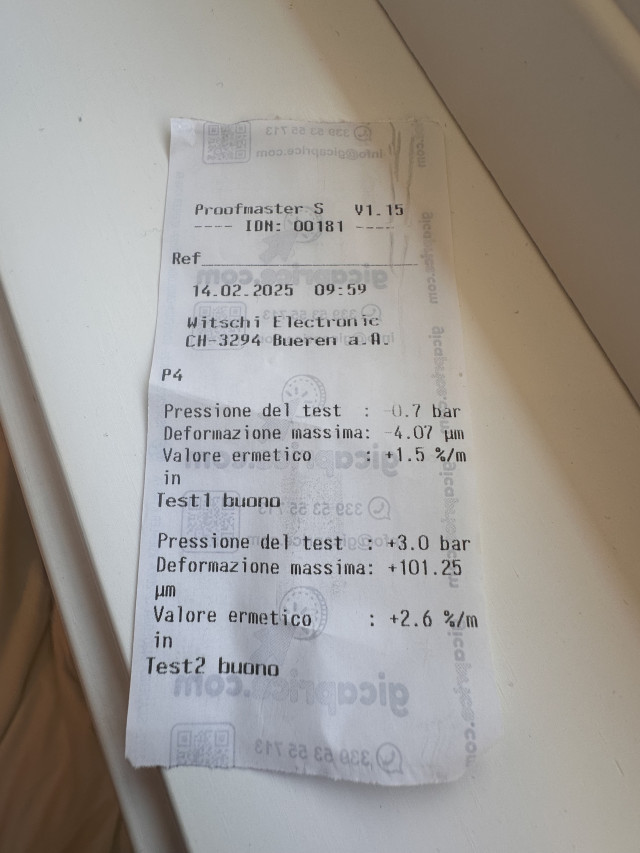 Proofmaster S V1.15
---- IDN: 00181 ----
Ref
14.02.2025 09:59
Witschi Electronic
CH-3294 Bueren a.A.
P4
Pressione del test : -0.7 bar
Deformazione massima: -4.07 µm
Valore ermetico : +1.5 %/m
in
Test1 buono
Pressione del test : +3.0 bar
Deformazione massima: +101.25
µm
Valore ermetico : +2.6 %/m
in
Test2 buono